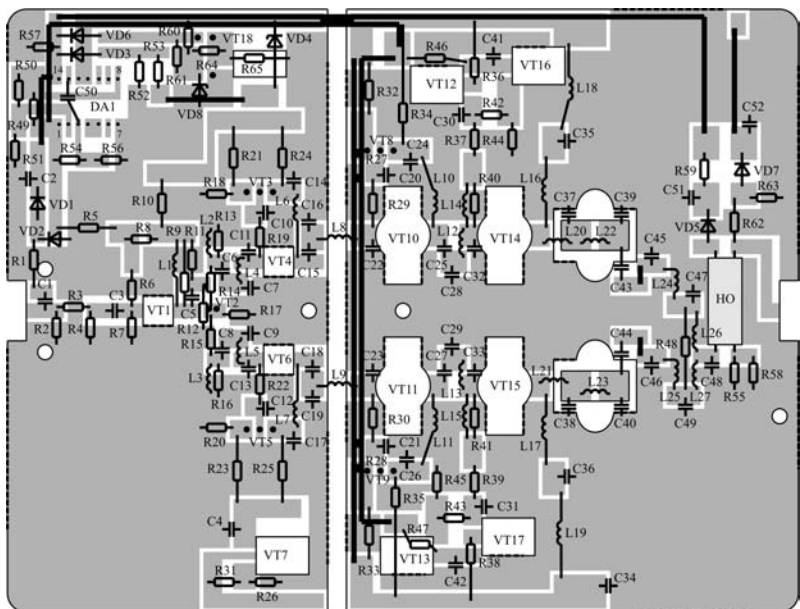 R57 VD6 R60 VT18 VD4
VD3 R53 R64 R65
R50 14 8 R61
C50 R52 VD8
R49 DA1
1 7
R51 R54 R56
C2 R21 R24
VD1 R18 VT3 C14
R10 L6 C16
R5 C10
VD2 R8 R9 R11 L2 R13 R19 L8
C11
R1 L1 C6 L4 VT4 C15
R6 R14 C7
C1 R3 C3 VT1 C5 VT2 R17
R2 R4 R7 R12 R15 C8 C9
L5 VT6 C18
L3 C13 R22 L9
R16 C12 C19
L7
R20 VT5 C17
R23 R25
C4
VT7
R31 R26
R46 C41 VT16
R32 VT12 R36 L18
R34 C30 R42
R37 R44 C35
VT8 C24
R27 C20 L10 R40 L16
R29 L14 C37 C39
VT10 L12 VT14 L20 L22
C22 C25 C32
C28 C43
C29 C44
C23 C27 C33 L21
VT11 L13 VT15 L23
R30 L15 C38 C40
C21 R41
R28 L11 L17
VT9 C26 R45 R39 C36
R35 C31
R43
R47 VT17 L19
R33 VT13 R38
C42 C34
C52
R59 VD7
C51 R63
VD5 R62
C45
L24 C47 HO
L26
R48
C46 C48
L25 L27 R55 R58
C49